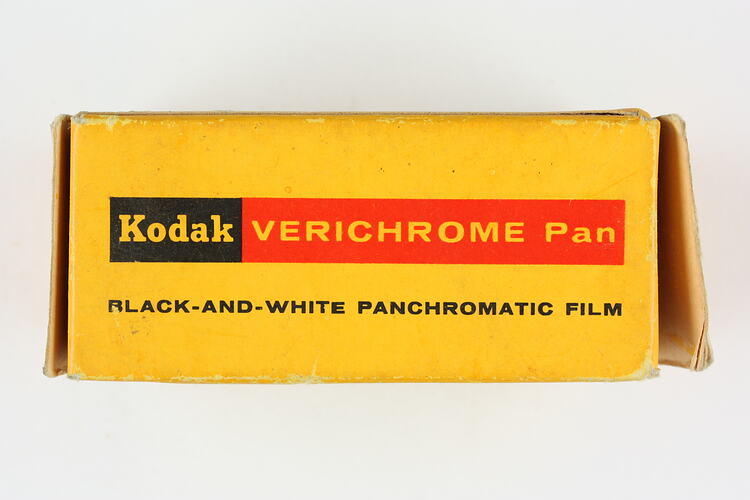 Kodak VERICHROME Pan
BLACK-AND-WHITE PANCHROMATIC FILM